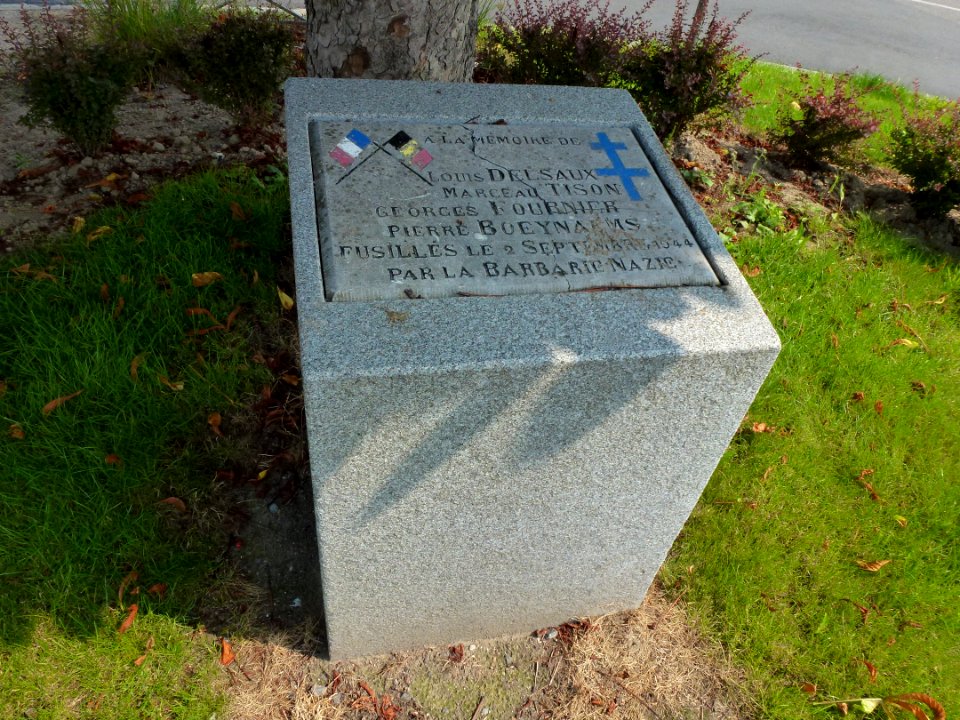 A LA MÉMOIRE DE
LOUIS DELSAUX
MARCEAU TISON
GEORGES FOURNIER
PIERRE BOEYNAEMS
FUSILLÉS LE 2 SEPTEMBRE 1944
PAR LA BARBARIE NAZIE